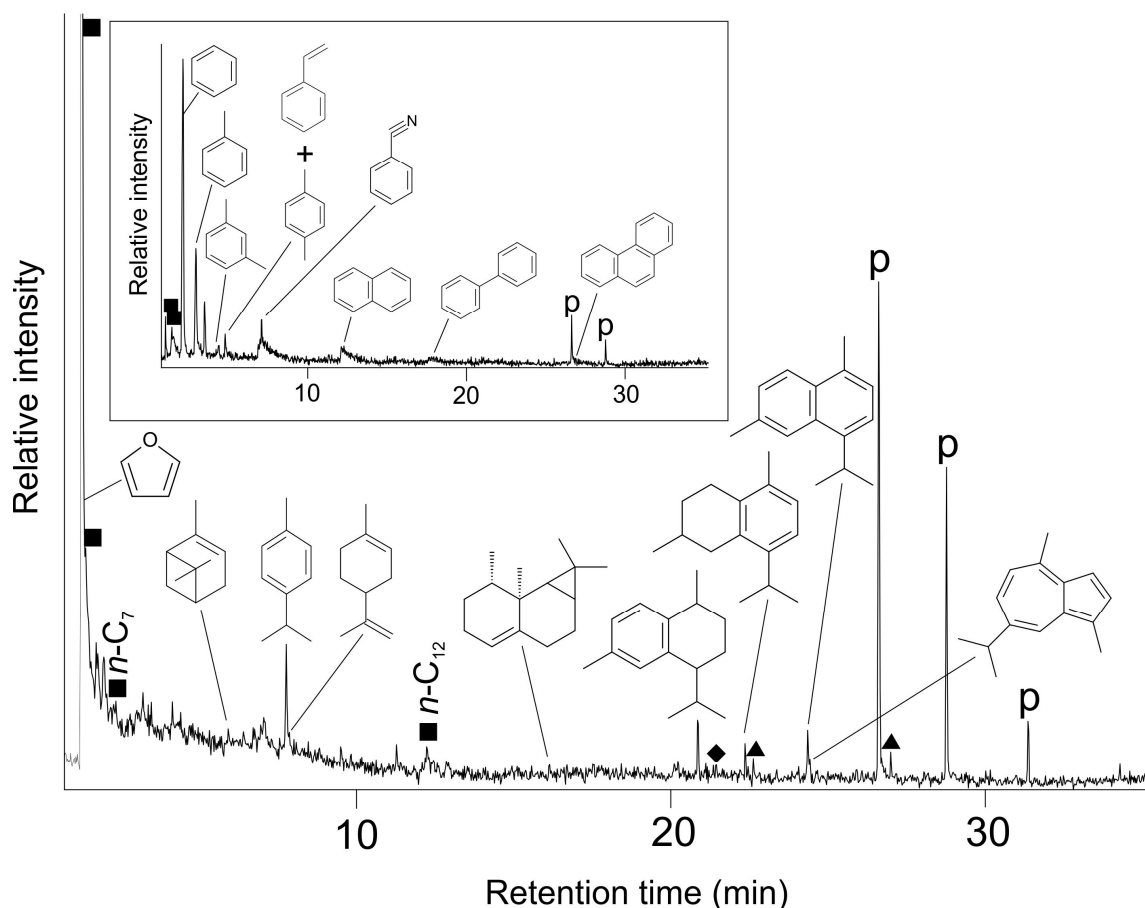 Relative intensity
N
+
p
p
10
20
30
Relative intensity
O
n-C7
n-C12
p
p
p
10
20
30
Retention time (min)